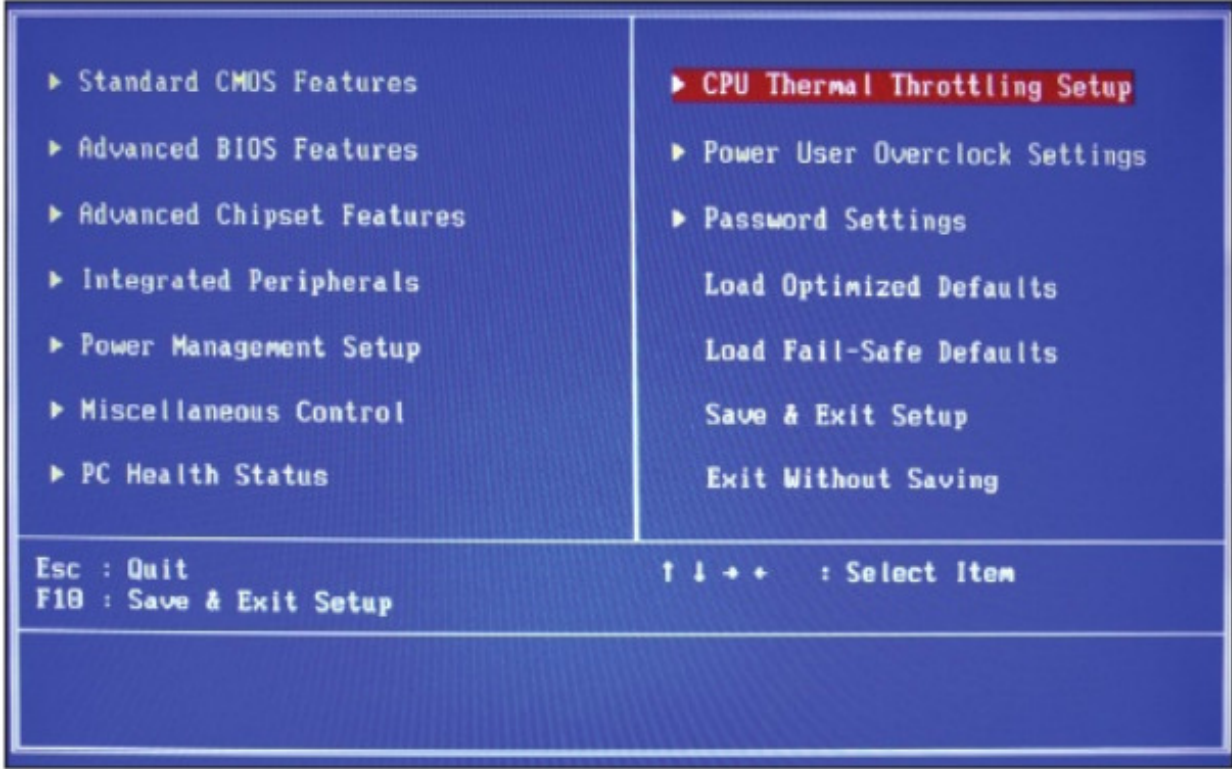 Standard CMOS Features
Advanced BIOS Features
Advanced Chipset Features
Integrated Peripherals
Power Management Setup
Miscellaneous Control
PC Health Status
CPU Thermal Throttling Setup
Power User Overclock Settings
Password Settings
Load Optimized Defaults
Load Fail-Safe Defaults
Save & Exit Setup
Exit Without Saving
Esc : Quit
F10 : Save & Exit Setup
↑ ↓ → ← : Select Item